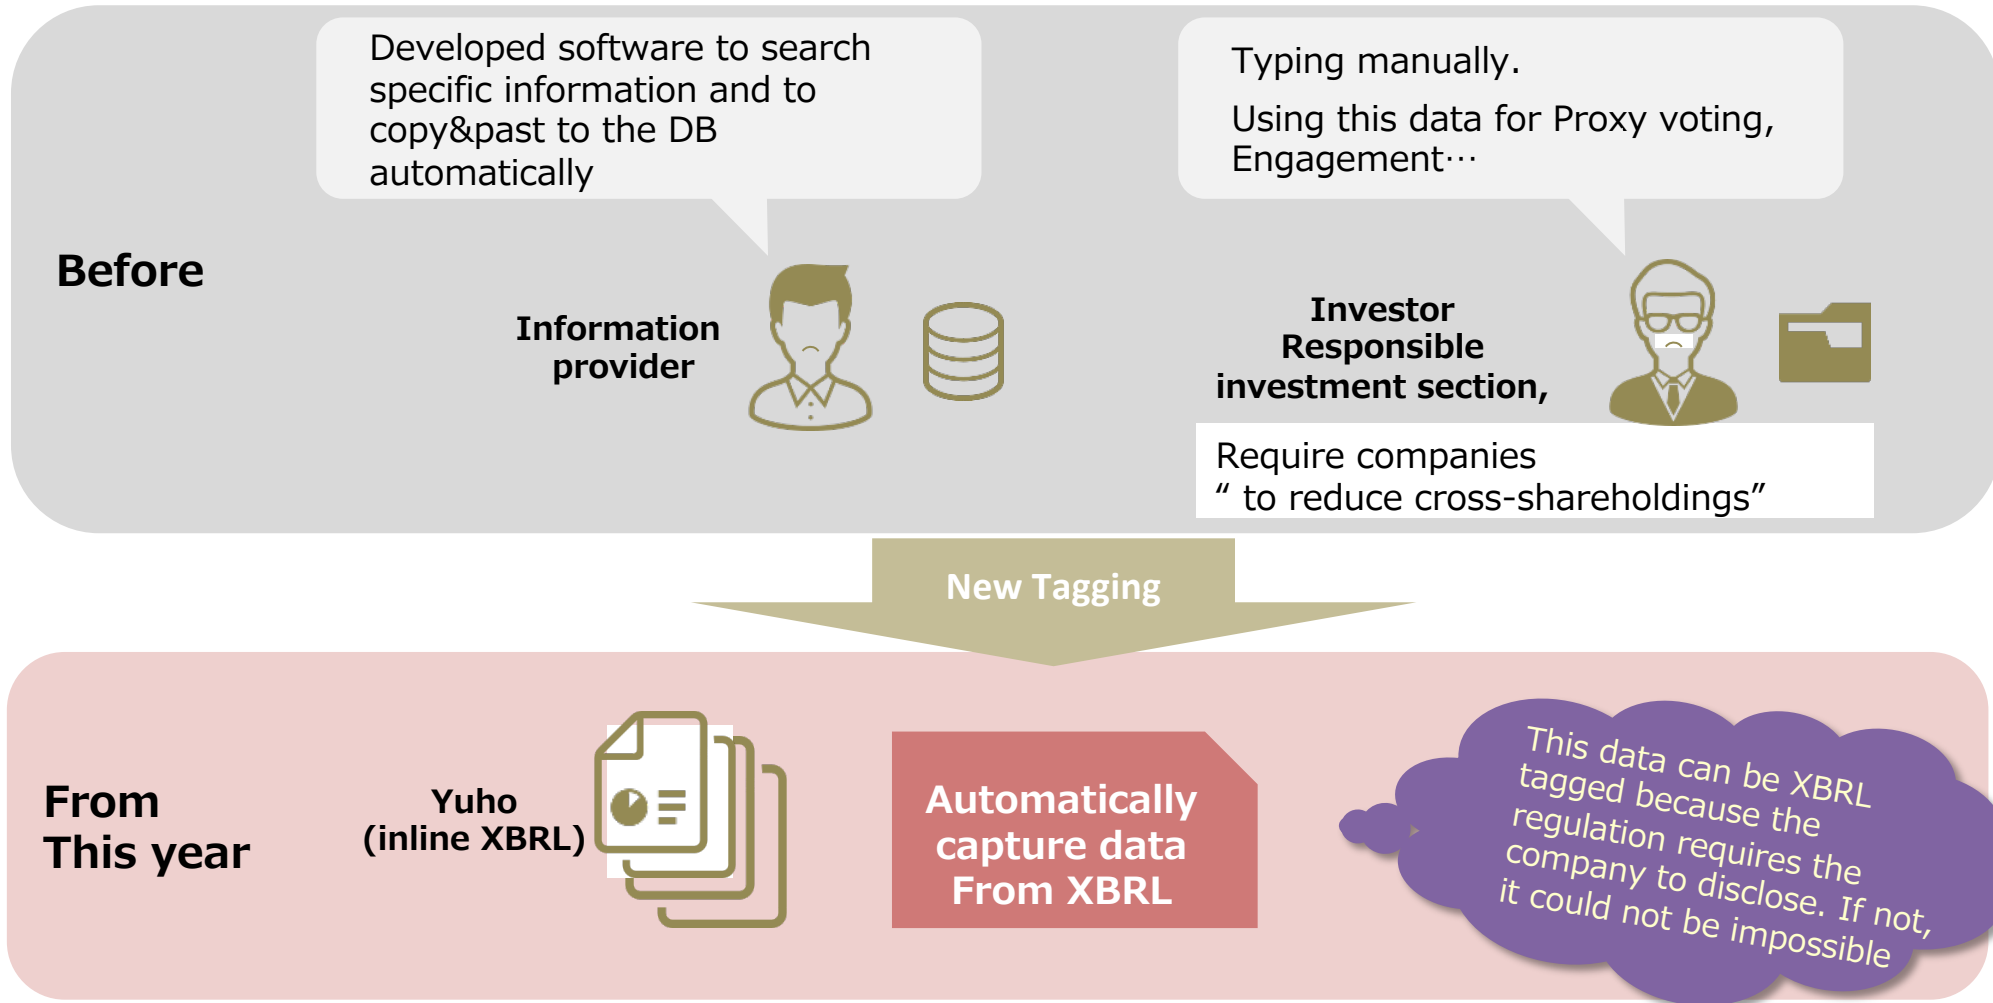 Developed software to search
specific information and to
copy&past to the DB
automatically
Typing manually.
Using this data for Proxy voting,
Engagement…
Before
Information
provider
Investor
Responsible
investment section,
Require companies
“ to reduce cross-shareholdings”
New Tagging
From
This year
Yuho
(inline XBRL)
Automatically
capture data
From XBRL
This data can be XBRL
tagged because the
regulation requires the
company to disclose. If not,
it could not be impossible